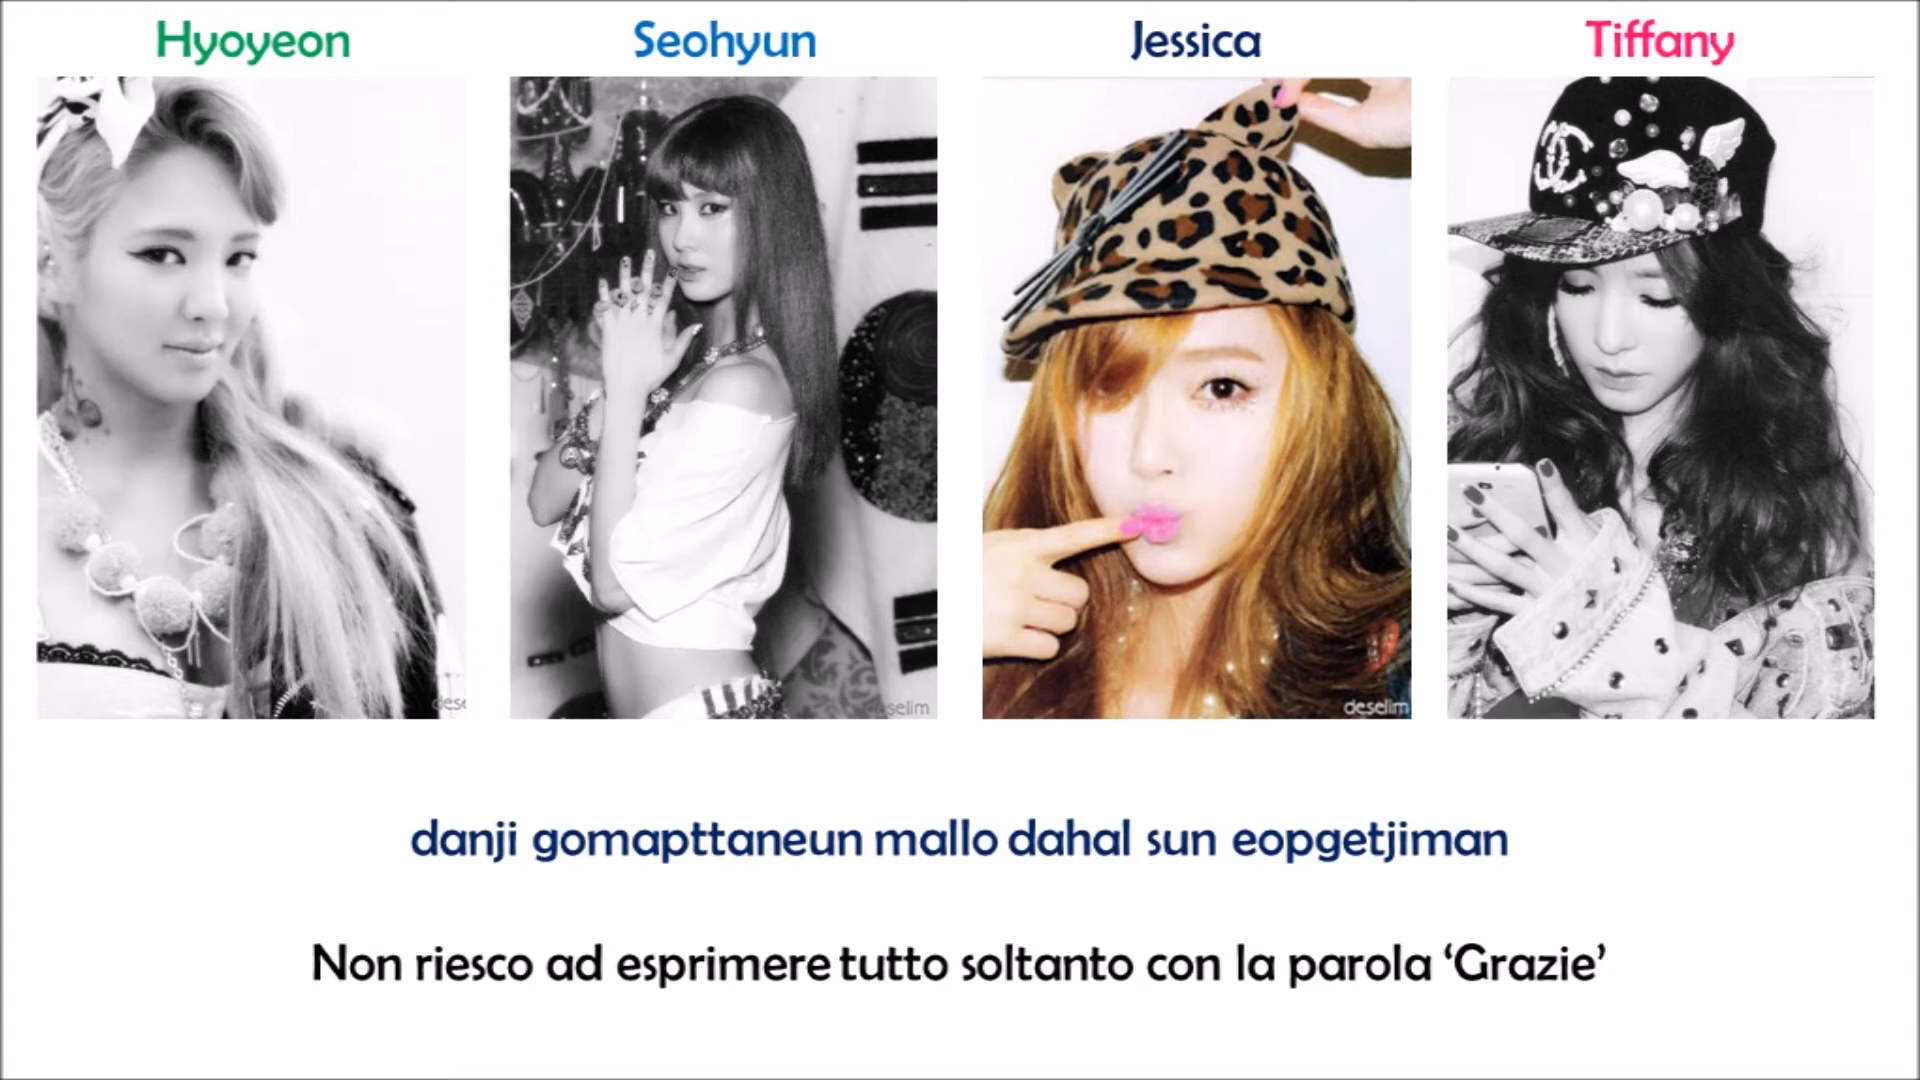 Hyoyeon
Seohyun
Jessica
Tiffany
deselim
danji gomapttaneun mallo dahal sun eopgetjiman
Non riesco ad esprimere tutto soltanto con la parola ‘Grazie’